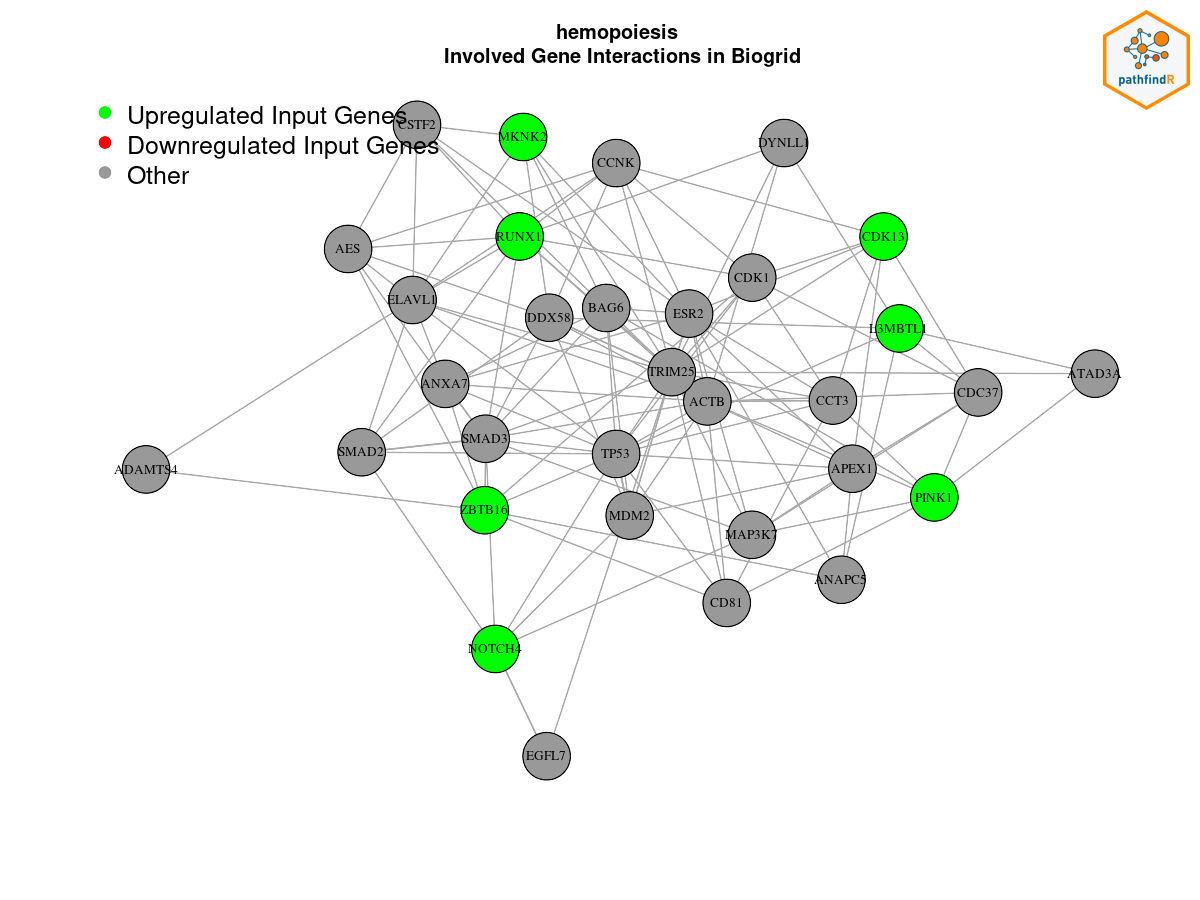 hemopoiesis
Involved Gene Interactions in Biogrid
pathfindR
Upregulated Input Genes
Downregulated Input Genes
Other
CSTF2
MKNK2
CCNK
DYNLL1
AES
RUNX1
CDK13
ELAVL1
DDX58
BAG6
ESR2
CDK1
L3MBTL1
ANXA7
TRIM25
ACTB
CCT3
CDC37
ATAD3A
SMAD2
SMAD3
TP53
APEX1
ADAMTS4
ZBTB16
MDM2
MAP3K7
PINK1
CD81
ANAPC5
NOTCH4
EGFL7